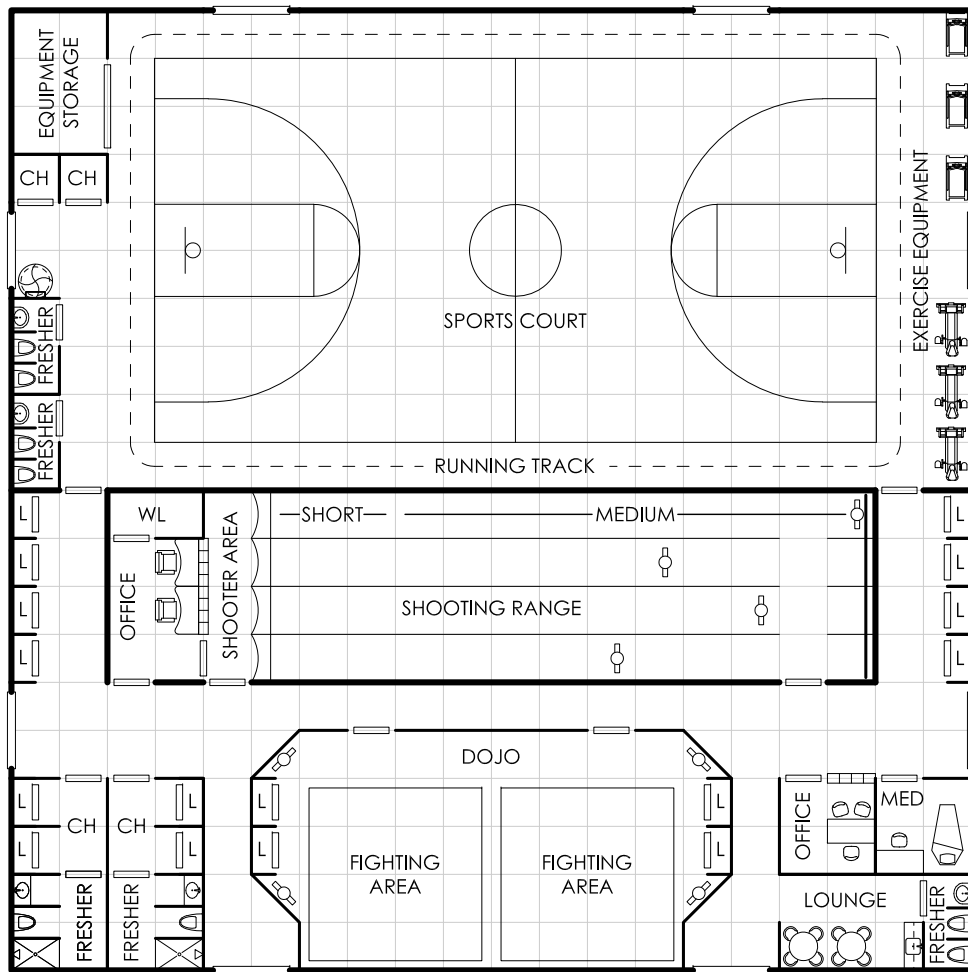 EQUIPMENT
STORAGE
CH
CH
EXERCISE EQUIPMENT
SPORTS COURT
FRESHER
FRESHER
RUNNING TRACK
L
WL
SHOOTER AREA
SHORT
MEDIUM
L
L
OFFICE
L
L
SHOOTING RANGE
L
L
L
DOJO
L
CH
CH
L
L
L
OFFICE
MED
L
L
L
L
FIGHTING
AREA
FIGHTING
AREA
FRESHER
FRESHER
LOUNGE
FRESHER